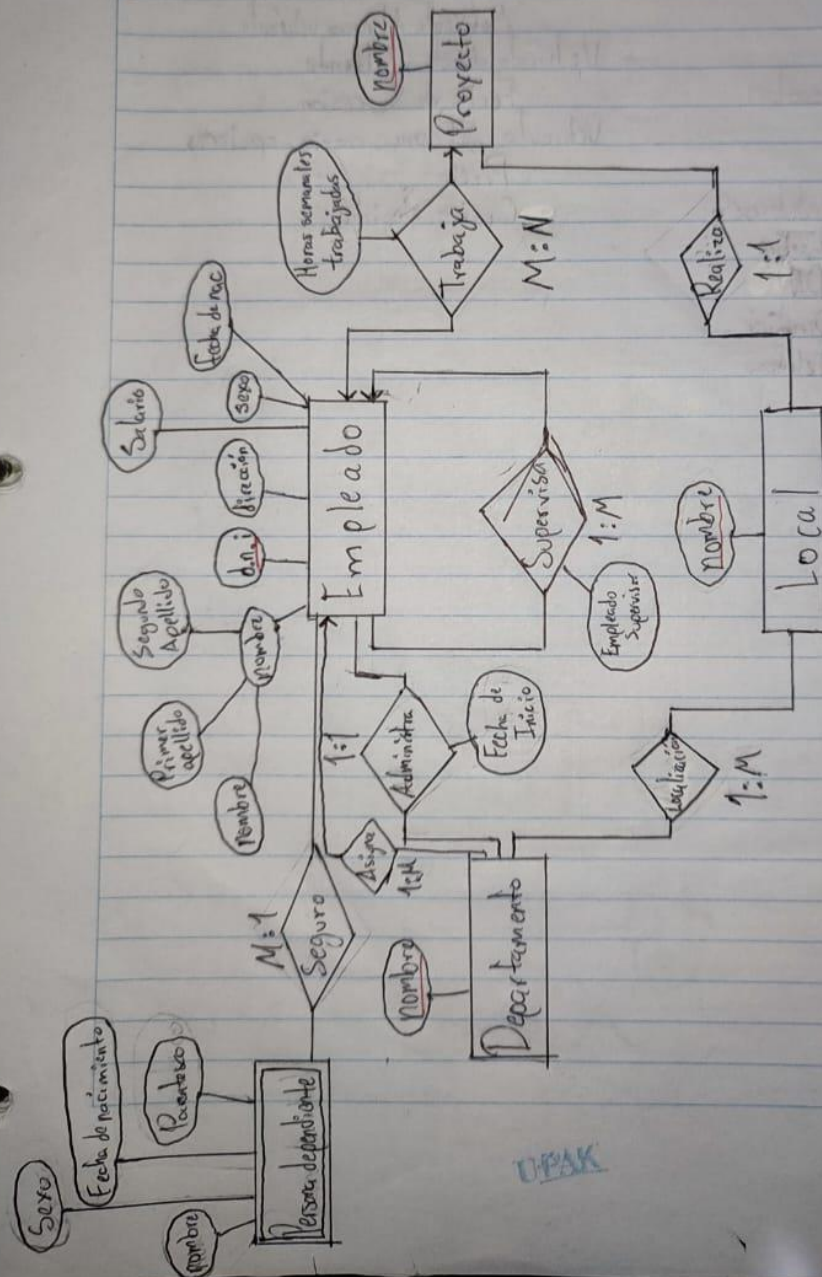 Sexo
Fecha de nacimiento
Parentesco
nombre
Persona dependiente
M:1
Seguro
Salario
Segundo
Apellido
Primer
apellido
nombre
nombre
d.n.i
dirección
sexo
Fecha de nac
Empleado
Horas semanales
trabajadas
nombre
Trabaja
Proyecto
M:N
1:1
Administra
Asigna
1:M
Fecha de
Inicio
Supervisa
1:M
Empleado
Supervisor
nombre
Departamento
Localización
1:M
nombre
Local
Realiza
1:1
UPAK